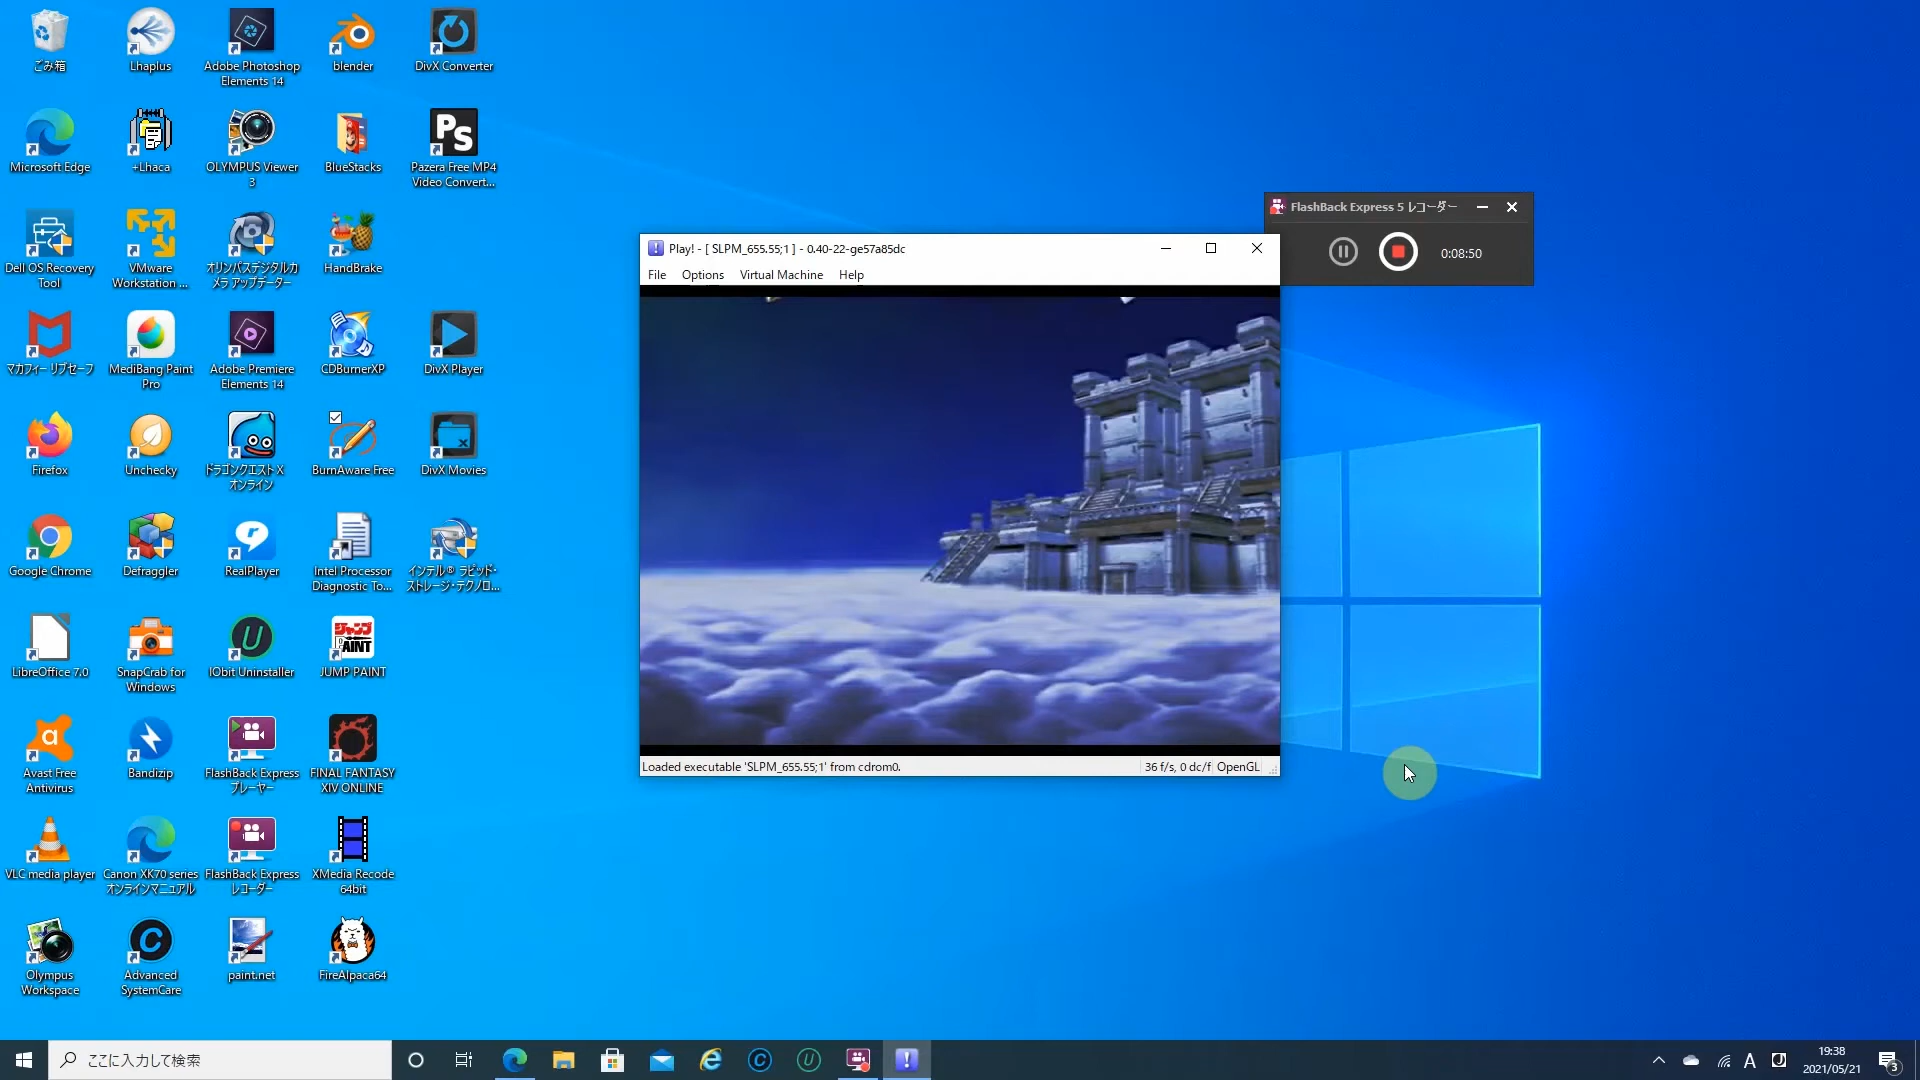 ごみ箱
Lhaplus
Adobe Photoshop
Elements 14
blender
DivX Converter
Microsoft Edge
+Lhaca
OLYMPUS Viewer
3
BlueStacks
Ps
Pazera Free MP4
Video Convert...
Dell OS Recovery
Tool
VMware
Workstation ...
オリンパスデジタルカ
メラ アップデーター
HandBrake
マカフィー リブセーフ
MediBang Paint
Pro
Adobe Premiere
Elements 14
CDBurnerXP
DivX Player
Firefox
Unchecky
ドラゴンクエスト X
オンライン
BurnAware Free
DivX Movies
Google Chrome
Defraggler
RealPlayer
Intel Processor
Diagnostic To...
インテル® ラピッド・
ストレージ・テクノロ...
LibreOffice 7.0
SnapCrab for
Windows
IObit Uninstaller
ジャンプ
PAINT
JUMP PAINT
Avast Free
Antivirus
Bandizip
FlashBack Express
プレーヤー
FINAL FANTASY
XIV ONLINE
VLC media player
Canon XK70 series
オンラインマニュアル
FlashBack Express
レコーダー
XMedia Recode
64bit
Olympus
Workspace
Advanced
SystemCare
paint.net
FireAlpaca64
FlashBack Express 5 レコーダー
0:08:50
Play! - [ SLPM_655.55;1 ] - 0.40-22-ge57a85dc
File Options Virtual Machine Help
Loaded executable 'SLPM_655.55;1' from cdrom0.
36 f/s, 0 dc/f
OpenGL
ここに入力して検索
A
19:38
2021/05/21
3